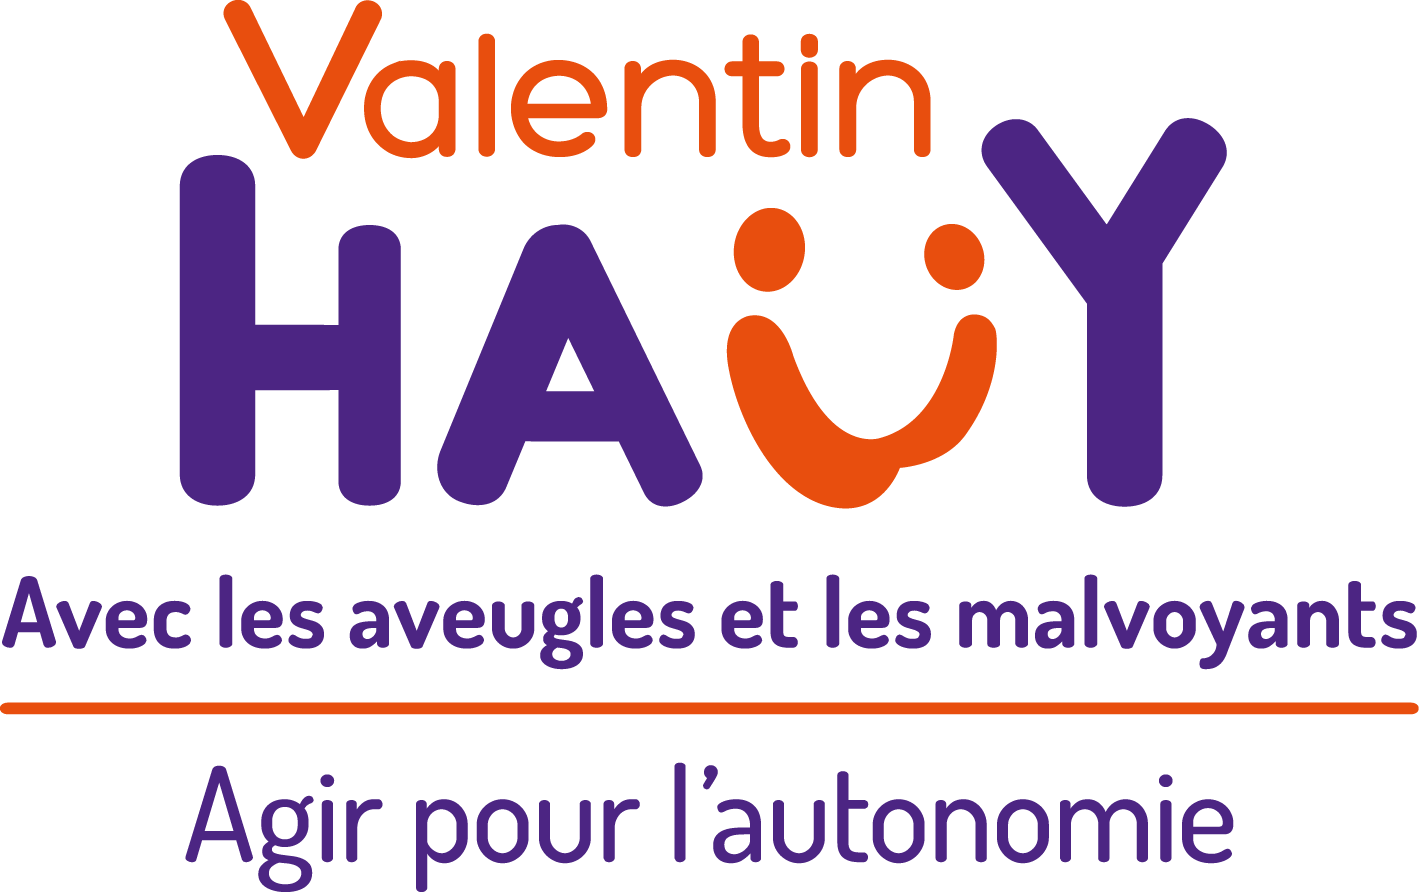 Valentin
HAÜY
Avec les aveugles et les malvoyants
Agir pour l'autonomie